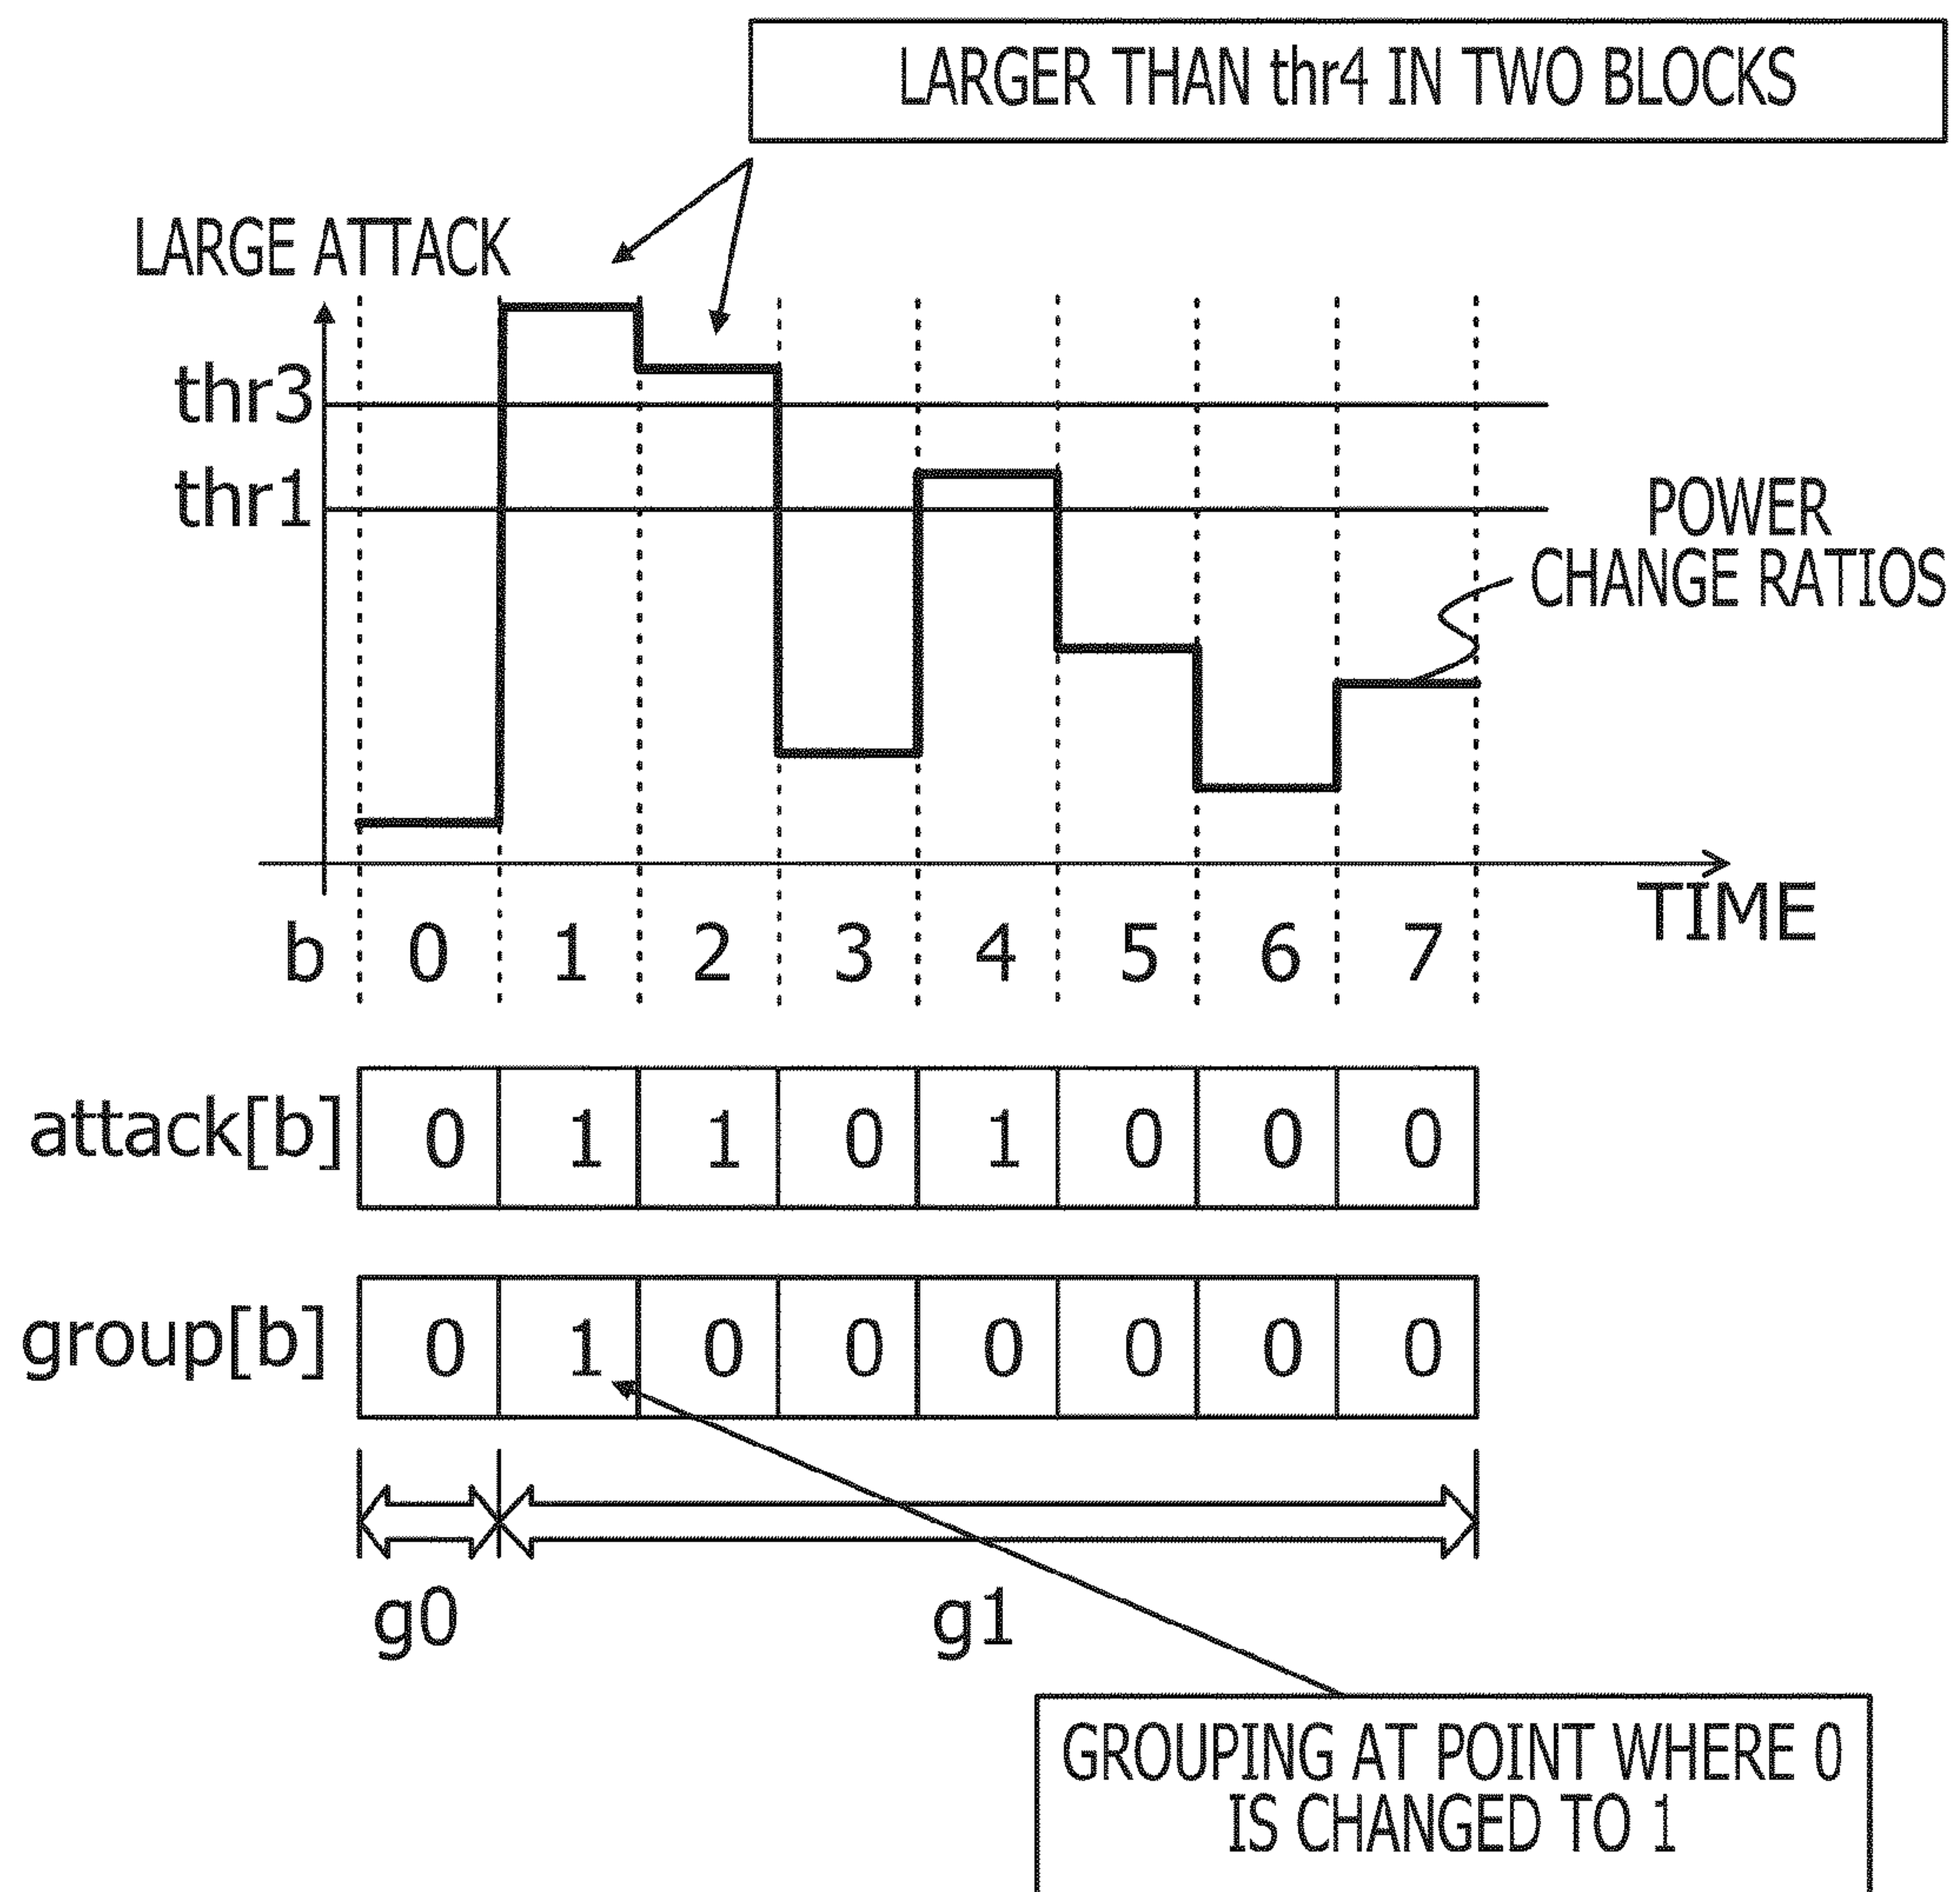 LARGER THAN thr4 IN TWO BLOCKS
LARGE ATTACK
thr3
thr1
POWER
CHANGE RATIOS
TIME
b 0 1 2 3 4 5 6 7
attack[b] 0 1 1 0 1 0 0 0
group[b] 0 1 0 0 0 0 0 0
g0 g1
GROUPING AT POINT WHERE 0
IS CHANGED TO 1